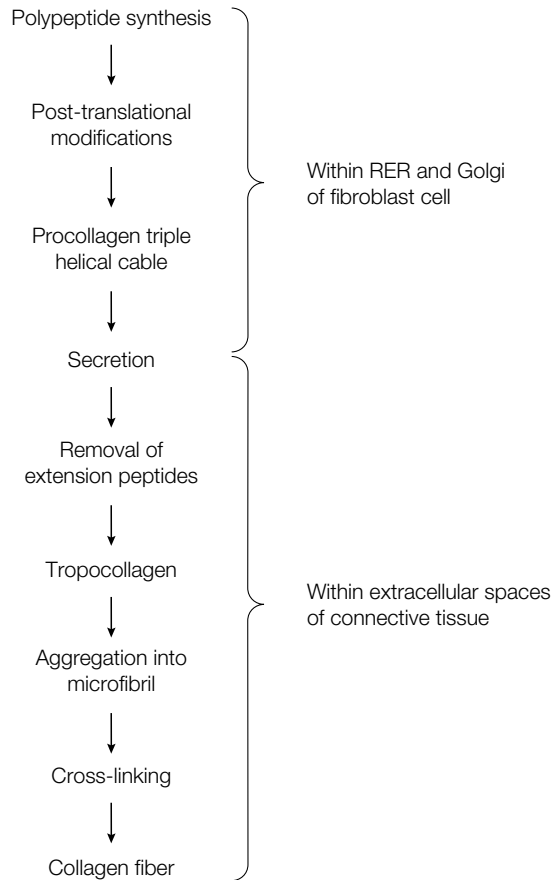 Polypeptide synthesis
Post-translational
modifications
Within RER and Golgi
of fibroblast cell
Procollagen triple
helical cable
Secretion
Removal of
extension peptides
Tropocollagen
Within extracellular spaces
of connective tissue
Aggregation into
microfibril
Cross-linking
Collagen fiber